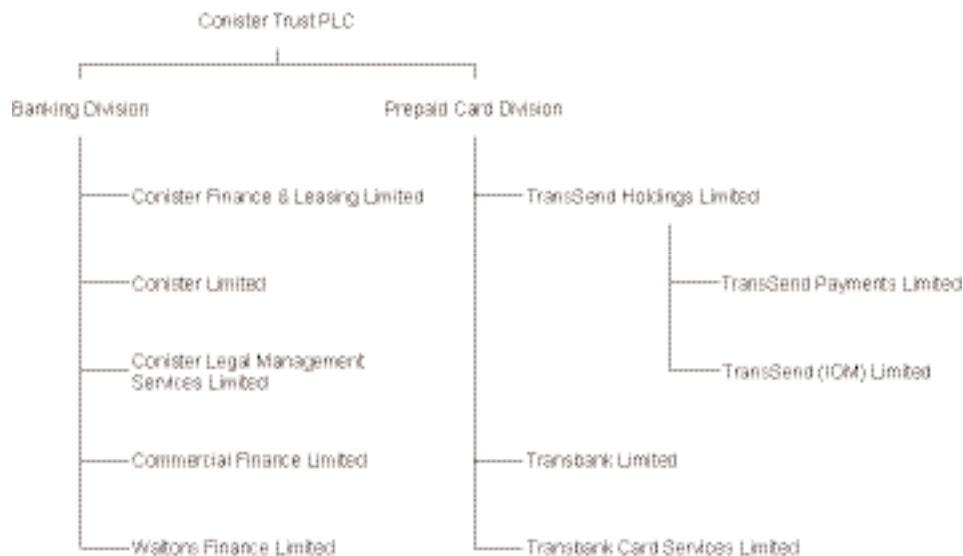 Conister Trust PLC
Banking Division
Prepaid Card Division
Conister Finance & Leasing Limited
TransSend Holdings Limited
Conister Limited
TransSend Payments Limited
Conister Legal Management
Services Limited
TransSend (IOM) Limited
Commercial Finance Limited
Transbank Limited
Waltons Finance Limited
Transbank Card Services Limited